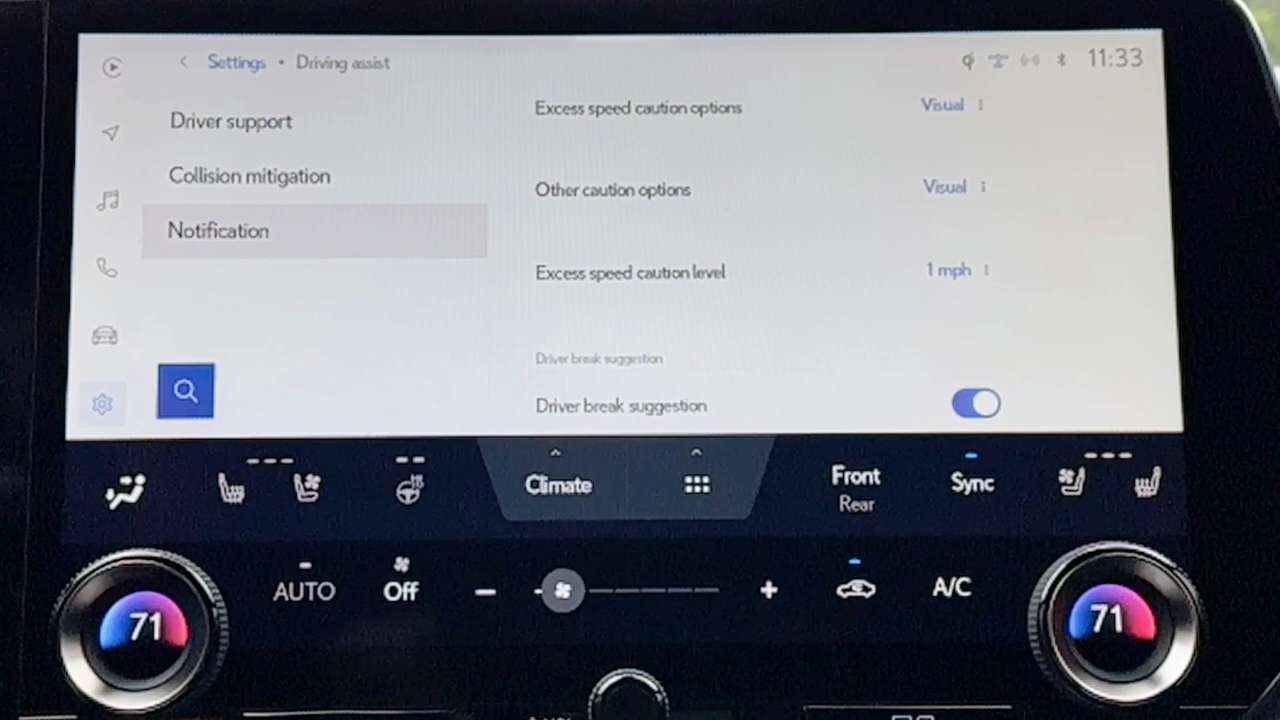 Settings • Driving assist
11:33
Driver support
Collision mitigation
Notification
Excess speed caution options
Visual
Other caution options
Visual
Excess speed caution level
1 mph
Driver break suggestion
Driver break suggestion
Climate
Front
Rear
Sync
AUTO
Off
A/C
71
71